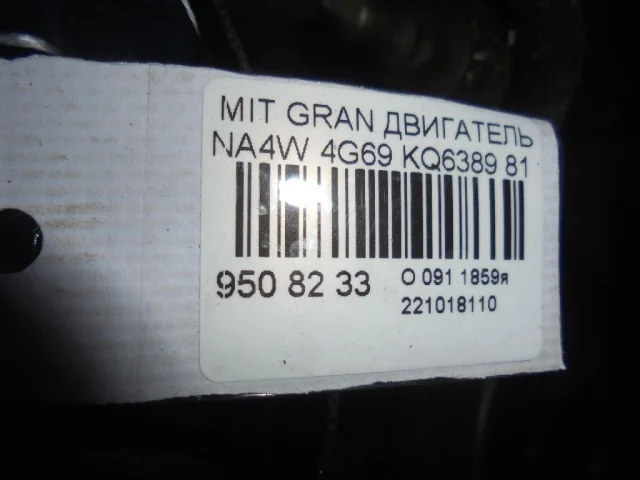 MIT GRAN ДВИГАТЕЛЬ
NA4W 4G69 KQ6389 81
950 82 33
О 091 1859я
221018110